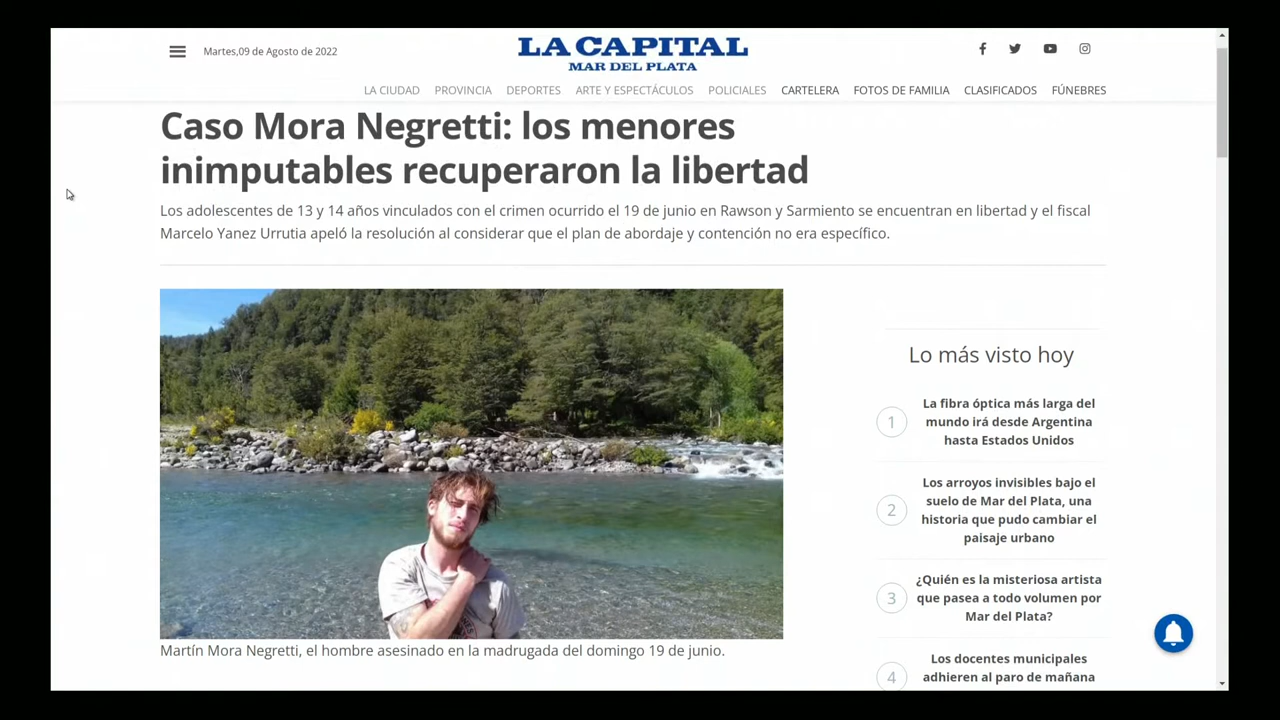 Martes,09 de Agosto de 2022
LA CAPITAL
MAR DEL PLATA
LA CIUDAD PROVINCIA DEPORTES ARTE Y ESPECTÁCULOS POLICIALES CARTELERA FOTOS DE FAMILIA CLASIFICADOS FÚNEBRES
Caso Mora Negretti: los menores
inimputables recuperaron la libertad
Los adolescentes de 13 y 14 años vinculados con el crimen ocurrido el 19 de junio en Rawson y Sarmiento se encuentran en libertad y el fiscal
Marcelo Yanez Urrutia apeló la resolución al considerar que el plan de abordaje y contención no era específico.
Martín Mora Negretti, el hombre asesinado en la madrugada del domingo 19 de junio.
Lo más visto hoy
1
La fibra óptica más larga del
mundo irá desde Argentina
hasta Estados Unidos
2
Los arroyos invisibles bajo el
suelo de Mar del Plata, una
historia que pudo cambiar el
paisaje urbano
3
¿Quién es la misteriosa artista
que pasea a todo volumen por
Mar del Plata?
4
Los docentes municipales
adhieren al paro de mañana